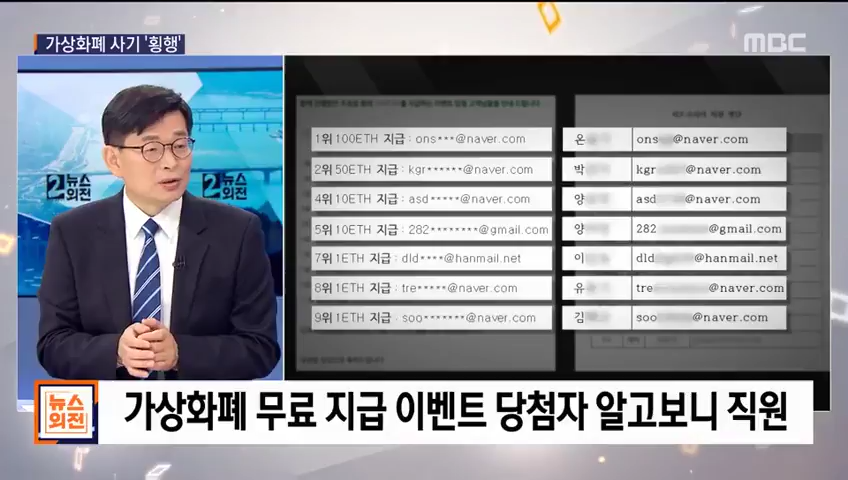 가상화폐 사기 '횡행'
MBC
2 뉴스외전
2 뉴스외전
1위 100ETH 지급 : ons***@naver.com
2위 50ETH 지급 : kgr******@naver.com
4위 10ETH 지급 : asd*****@naver.com
5위 10ETH 지급 : 282********@gmail.com
7위 1ETH 지급 : dld****@hanmail.net
8위 1ETH 지급 : tre*****@naver.com
9위 1ETH 지급 : soo*******@naver.com
온 ons @naver.com
박 kgr @naver.com
양 asd @naver.com
양 282 @gmail.com
이 dld @hanmail.net
유 tre @naver.com
김 soo @naver.com
뉴스
외전
가상화폐 무료 지급 이벤트 당첨자 알고보니 직원